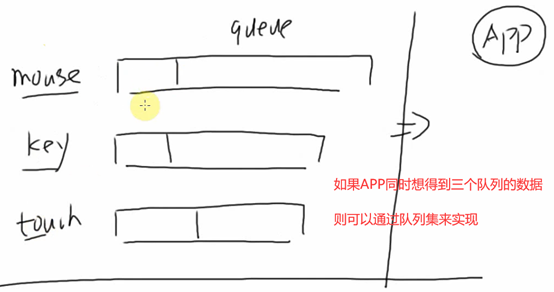 queue
APP
mouse
key
touch
如果APP同时想得到三个队列的数据
则可以通过队列集来实现